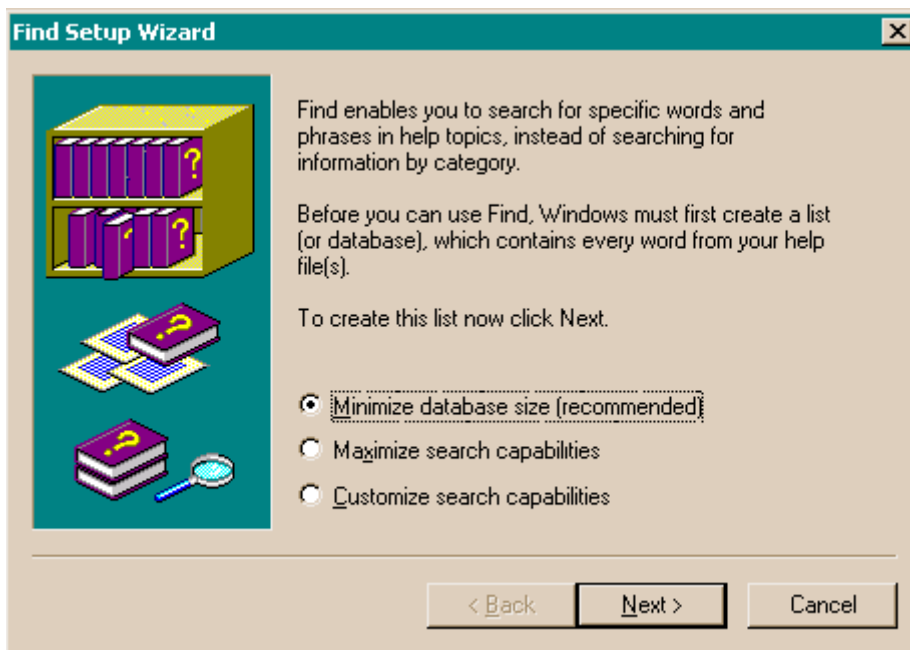 Find Setup Wizard
Find enables you to search for specific words and
phrases in help topics, instead of searching for
information by category.
Before you can use Find, Windows must first create a list
(or database), which contains every word from your help
file(s).
To create this list now click Next.
Minimize database size (recommended)
Maximize search capabilities
Customize search capabilities
< Back
Next >
Cancel